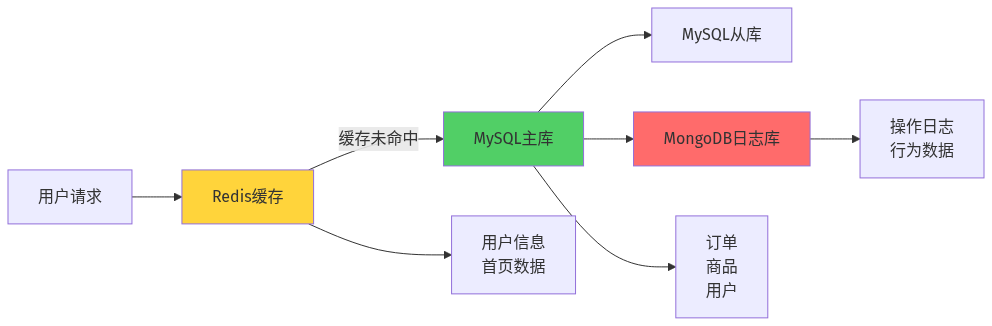 用户请求
Redis缓存
缓存未命中
用户信息
首页数据
MySQL主库
MySQL从库
MongoDB日志库
订单
商品
用户
操作日志
行为数据